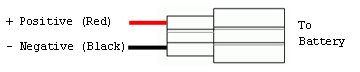 + Positive (Red)
- Negative (Black)
To
Battery